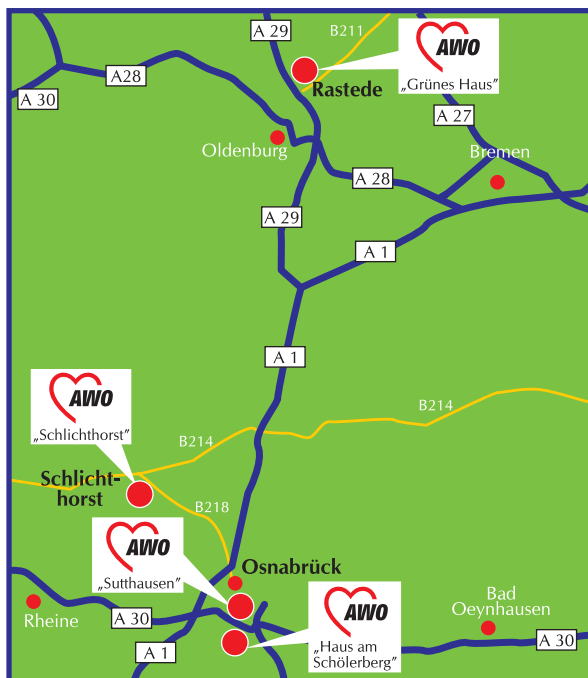 A 29
B211
AWO
„Grünes Haus"
A28
A 30
Rastede
A 27
Oldenburg
Bremen
A 28
A 29
A 1
A 1
AWO
„Schlichthorst"
B214
B214
Schlicht-
horst
B218
AWO
„Sutthausen"
Osnabrück
Rheine
A 30
A 1
AWO
„Haus am
Schölerberg"
Bad
Oeynhausen
A 30